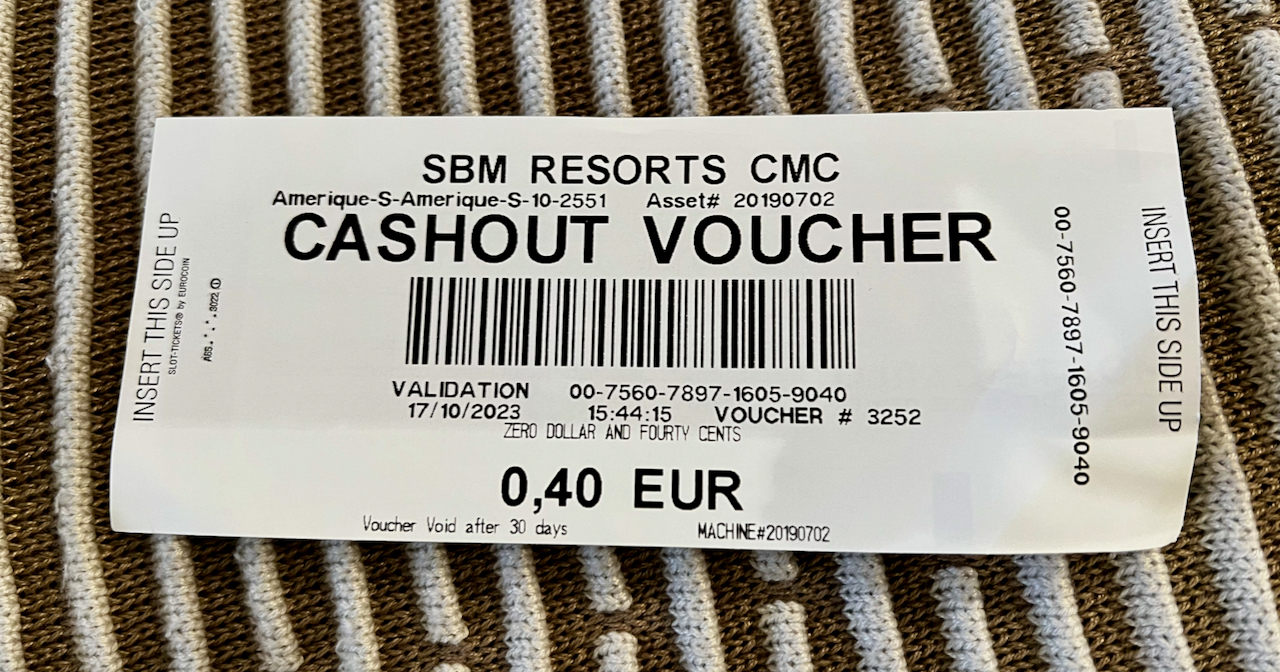 SBM RESORTS CMC
Amerique-S-Amerique-S-10-2551 Asset# 20190702
CASHOUT VOUCHER
VALIDATION 00-7560-7897-1605-9040
17/10/2023 15:44:15 VOUCHER # 3252
ZERO DOLLAR AND FOURTY CENTS
0,40 EUR
Voucher Void after 30 days MACHINE#20190702
INSERT THIS SIDE UP
SLOT-TICKETS® by EUROCOIN
00-7560-7897-1605-9040
INSERT THIS SIDE UP